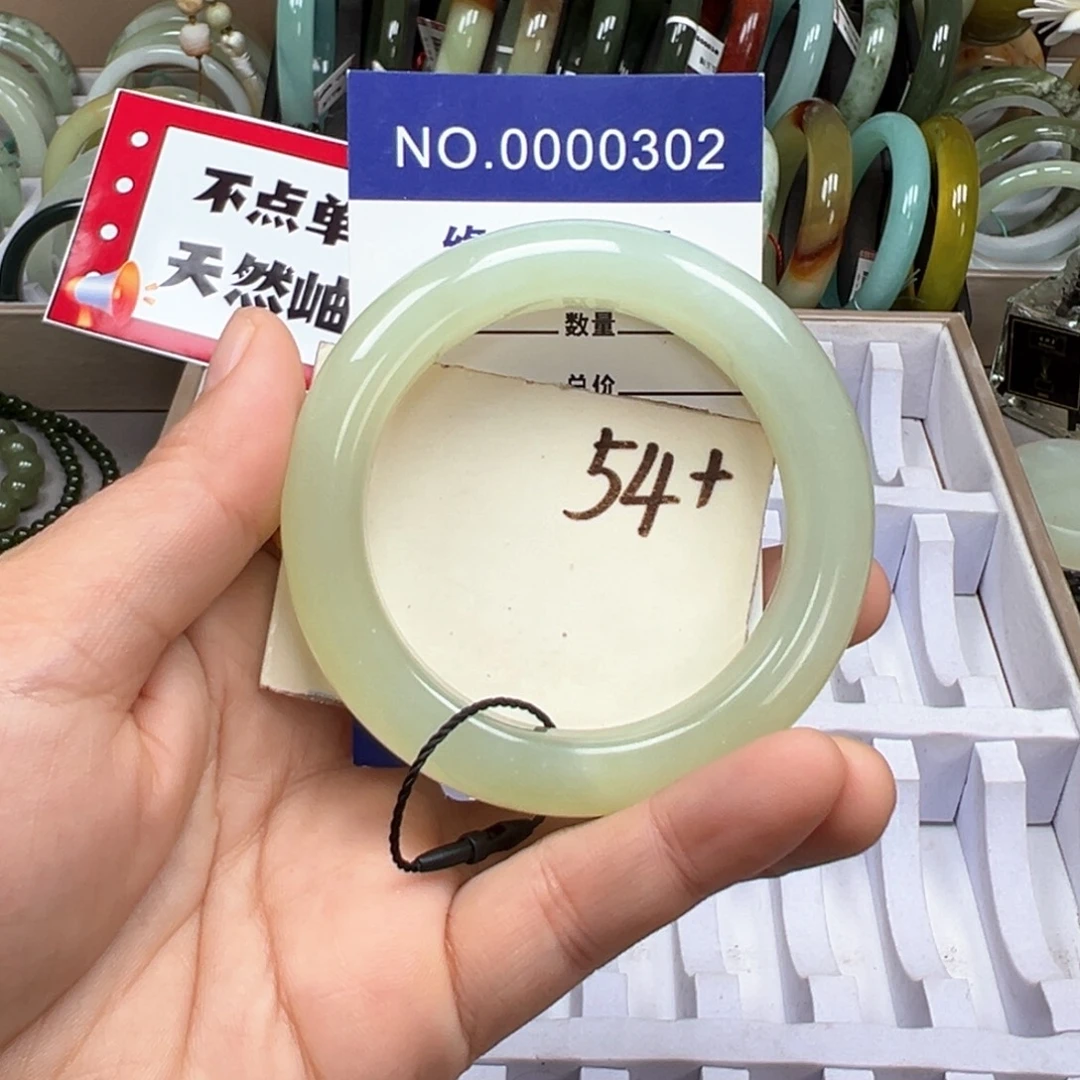 NO.0000302
不点单
天然岫
数量
总价
54+